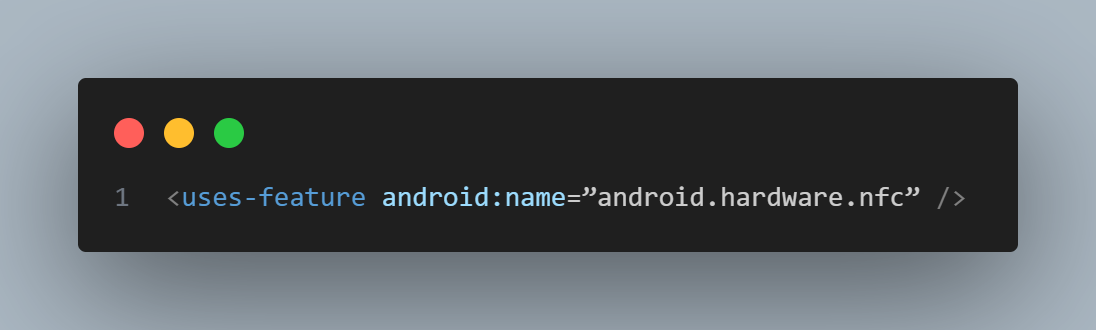 1 <uses-feature android:name=”android.hardware.nfc” />